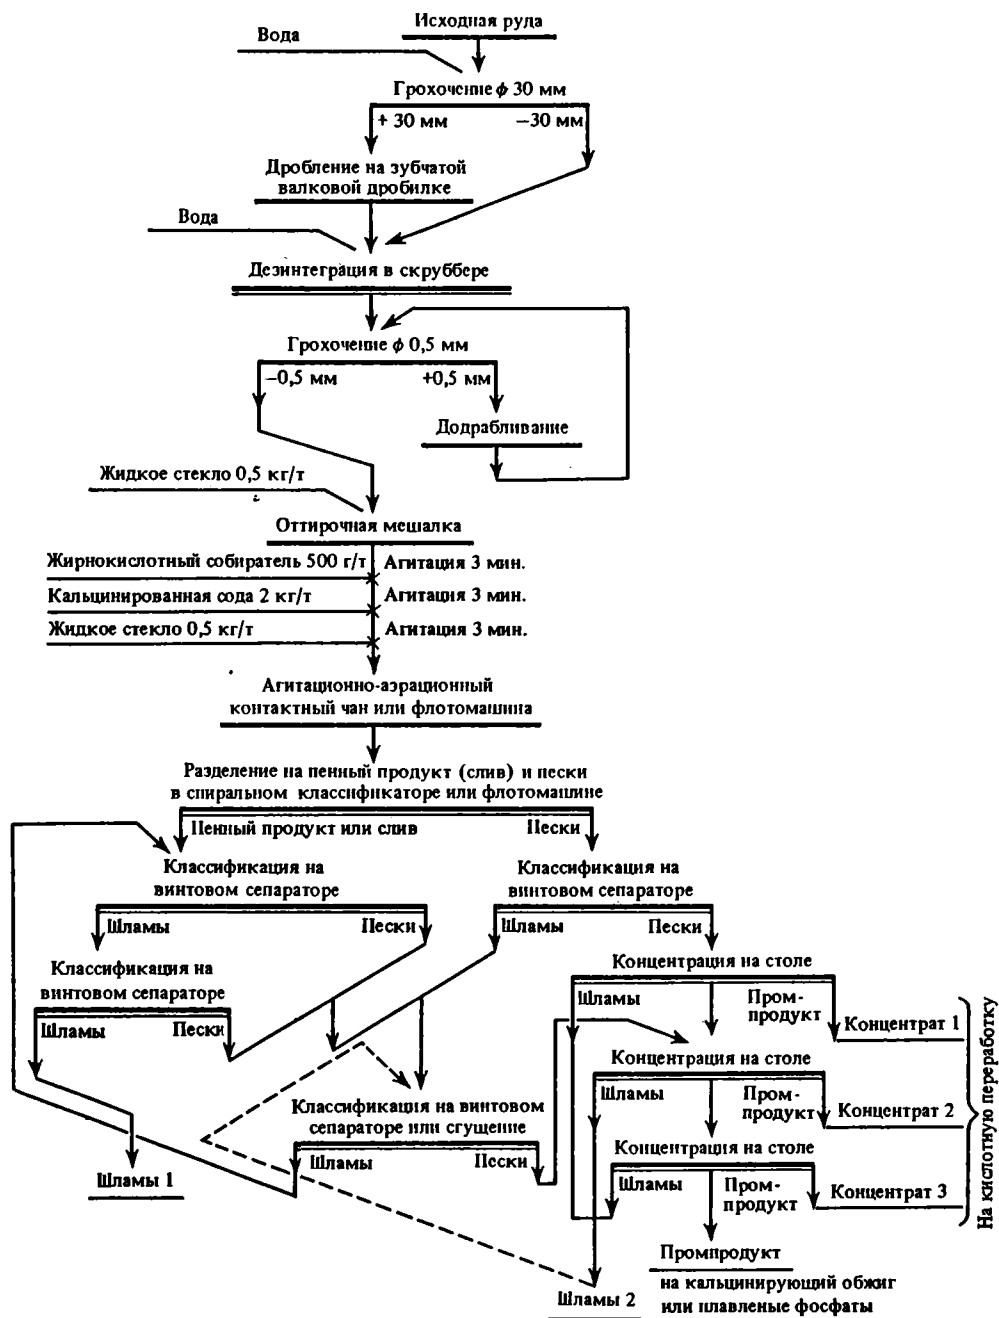 Исходная руда
Вода
Грохочение ϕ 30 мм
+ 30 мм
−30 мм
Дробление на зубчатой
валковой дробилке
Вода
Дезинтеграция в скруббере
Грохочение ϕ 0,5 мм
−0,5 мм
+0,5 мм
Додрабливание
Жидкое стекло 0,5 кг/т
Оттирочная мешалка
Жирнокислотный собиратель 500 г/т
Агитация 3 мин.
Кальцинированная сода 2 кг/т
Агитация 3 мин.
Жидкое стекло 0,5 кг/т
Агитация 3 мин.
Агитационно-аэрационный
контактный чан или флотомашина
Разделение на пенный продукт (слив) и пески
в спиральном классификаторе или флотомашине
Пенный продукт или слив
Пески
Классификация на
винтовом сепараторе
Классификация на
винтовом сепараторе
Шламы
Пески
Шламы
Пески
Классификация на
винтовом сепараторе
Концентрация на столе
Шламы
Пески
Шламы
Пром-
продукт
Концентрат 1
Концентрация на столе
Шламы
Пром-
продукт
Концентрат 2
Классификация на винтовом
сепараторе или сгущение
Шламы
Пески
Концентрация на столе
Шламы
Пром-
продукт
Концентрат 3
На кислотную переработку
Шламы 1
Промпродукт
на кальцинирующий обжиг
или плавленые фосфаты
Шламы 2